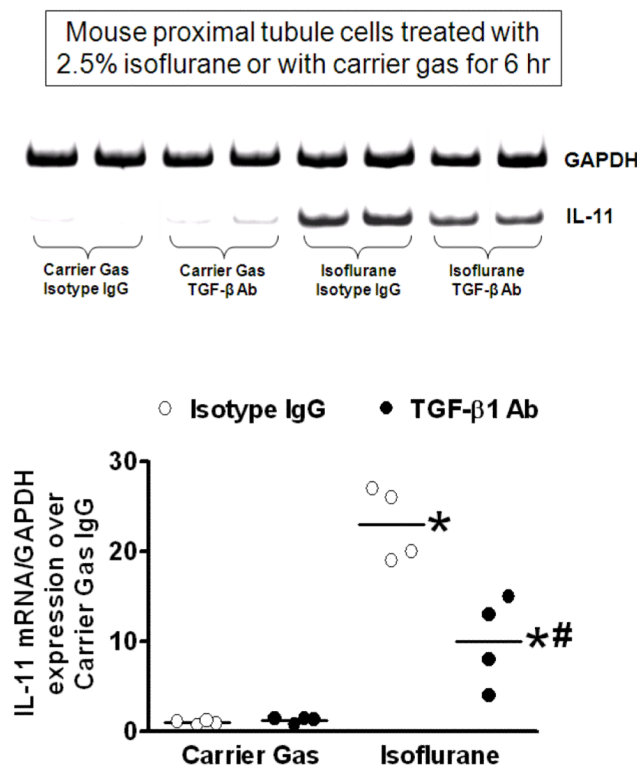 Mouse proximal tubule cells treated with
2.5% isoflurane or with carrier gas for 6 hr
GAPDH
IL-11
Carrier Gas Carrier Gas Isoflurane Isoflurane
Isotype IgG TGF-β Ab Isotype IgG TGF-β Ab
Isotype IgG TGF-β1 Ab
IL-11 mRNA/GAPDH
expression over
Carrier Gas IgG
30
20
10
0
*
*#
Carrier Gas Isoflurane